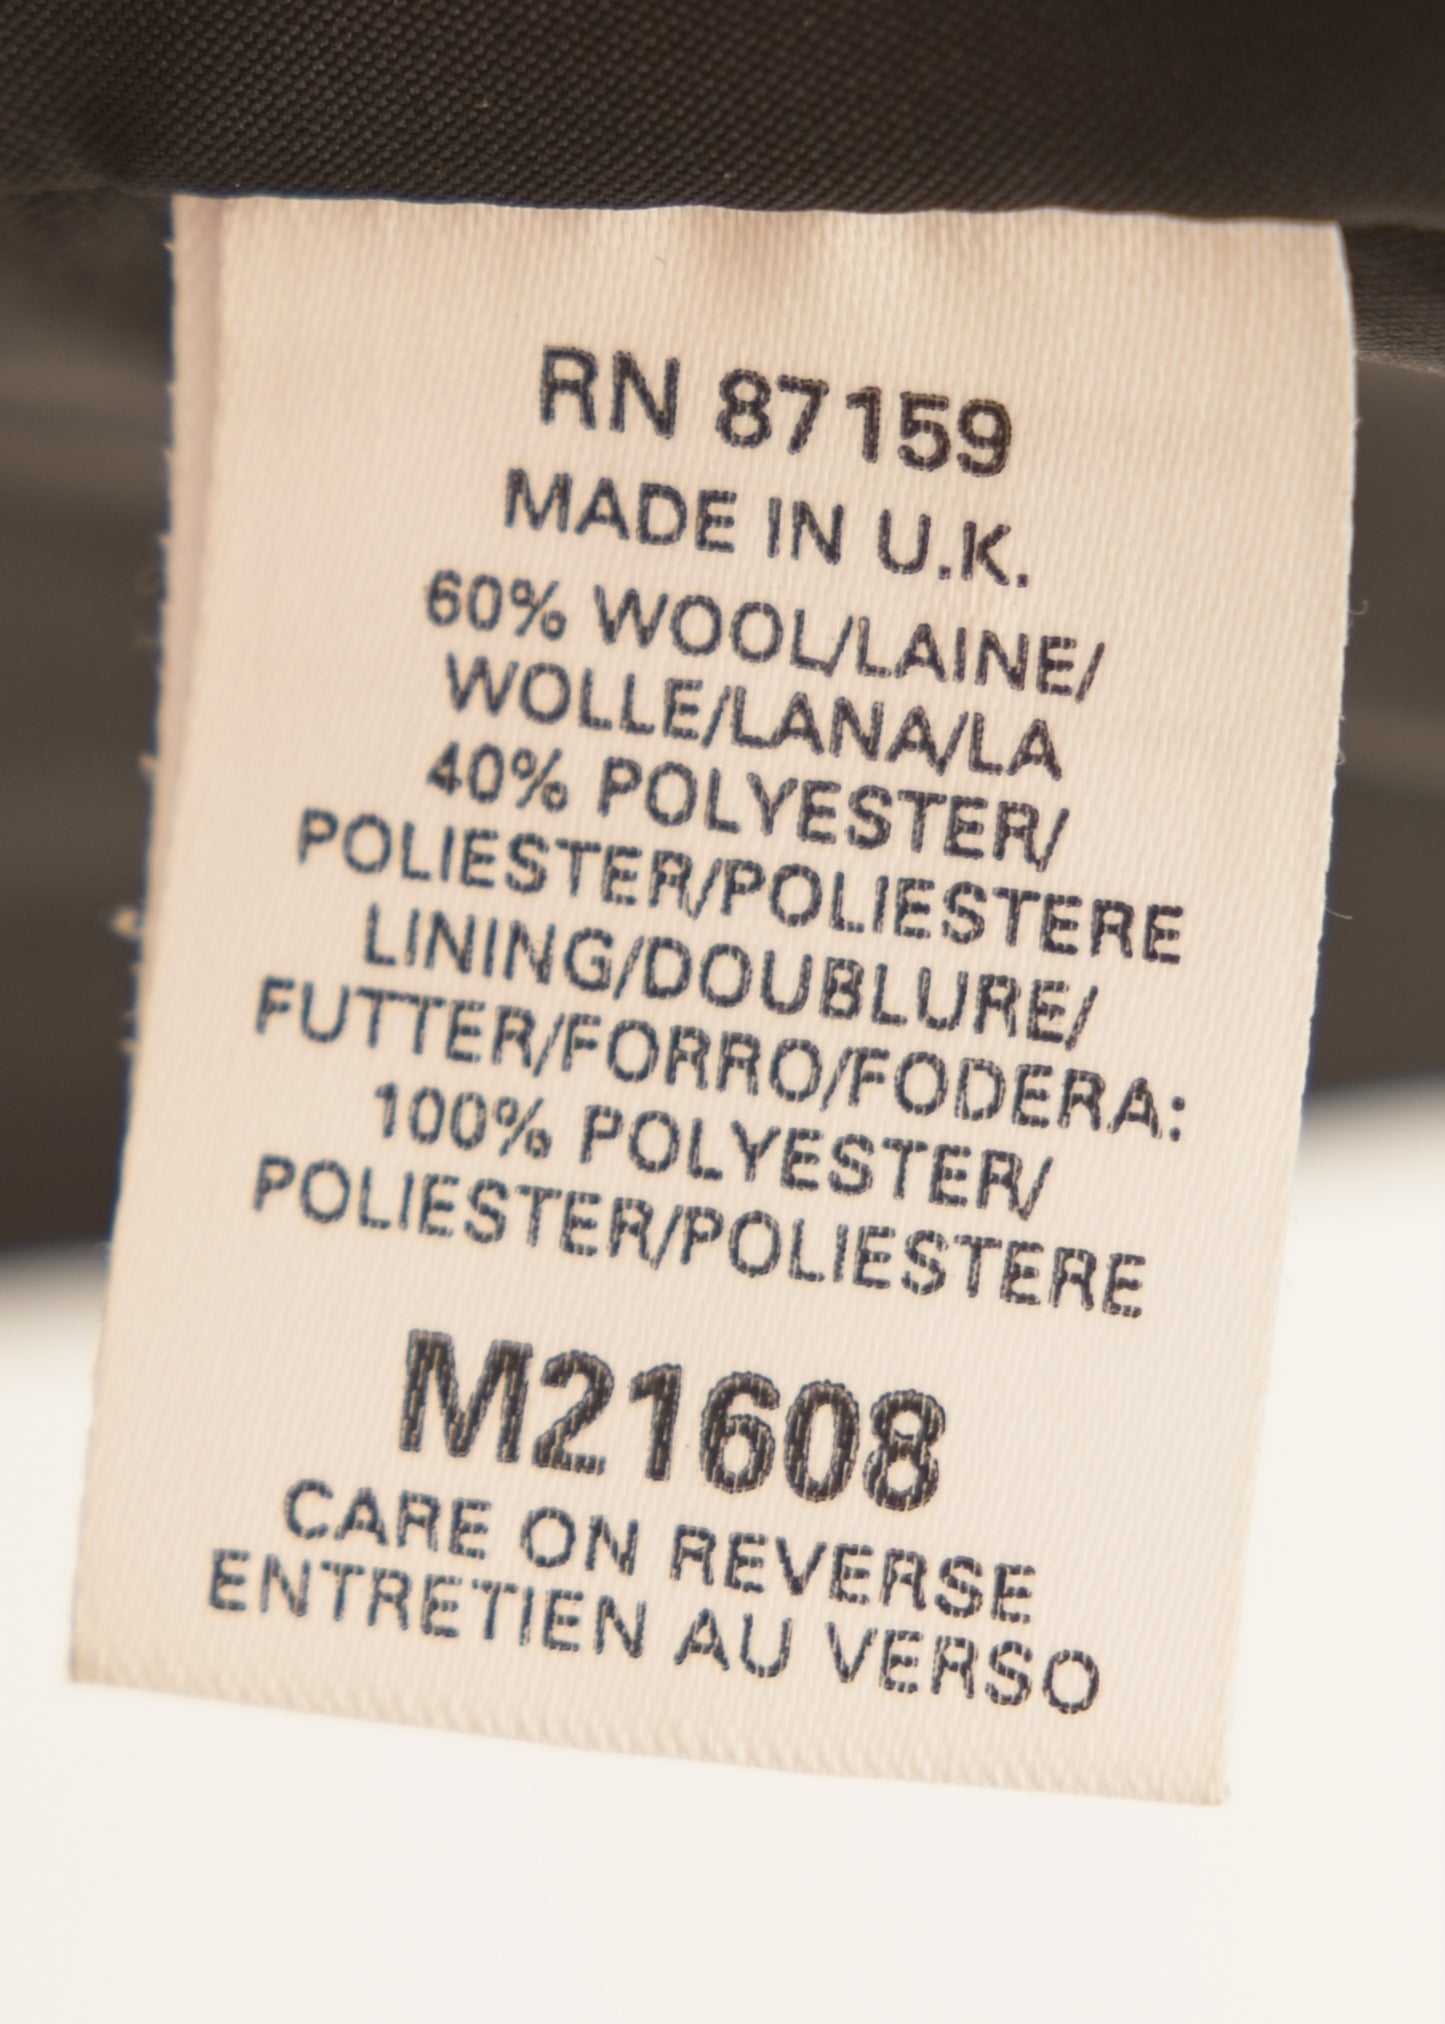 RN 87159
MADE IN U.K.
60% WOOL/LAINE/
WOLLE/LANA/LA
40% POLYESTER/
POLIESTER/POLIESTERE
LINING/DOUBLURE/
FUTTER/FORRO/FODERA:
100% POLYESTER/
POLIESTER/POLIESTERE
M21608
CARE ON REVERSE
ENTRETIEN AU VERSO